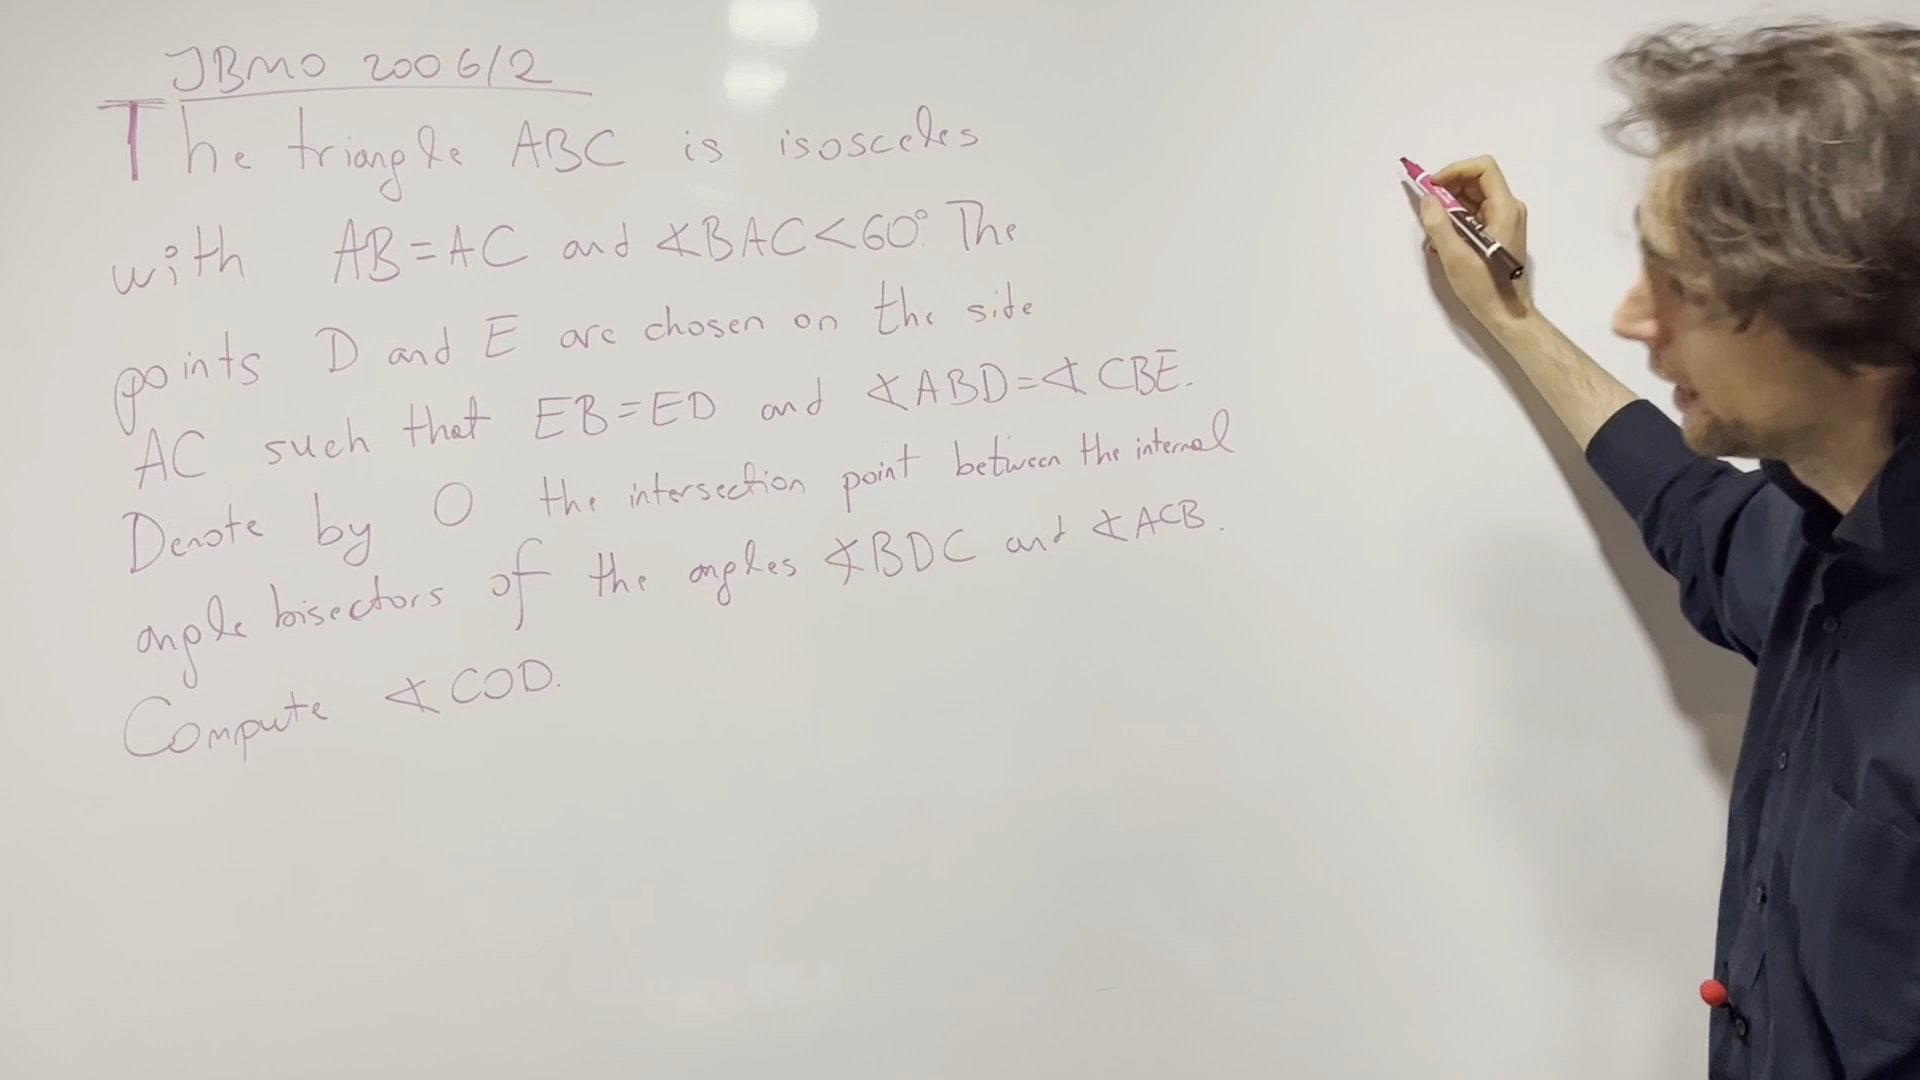 JBMO 2006/2
The triangle ABC is isosceles
with AB=AC and ∢BAC<60°. The
points D and E are chosen on the side
AC such that EB=ED and ∢ABD=∢CBE.
Denote by O the intersection point between the internal
angle bisectors of the angles ∢BDC and ∢ACB.
Compute ∢COD.